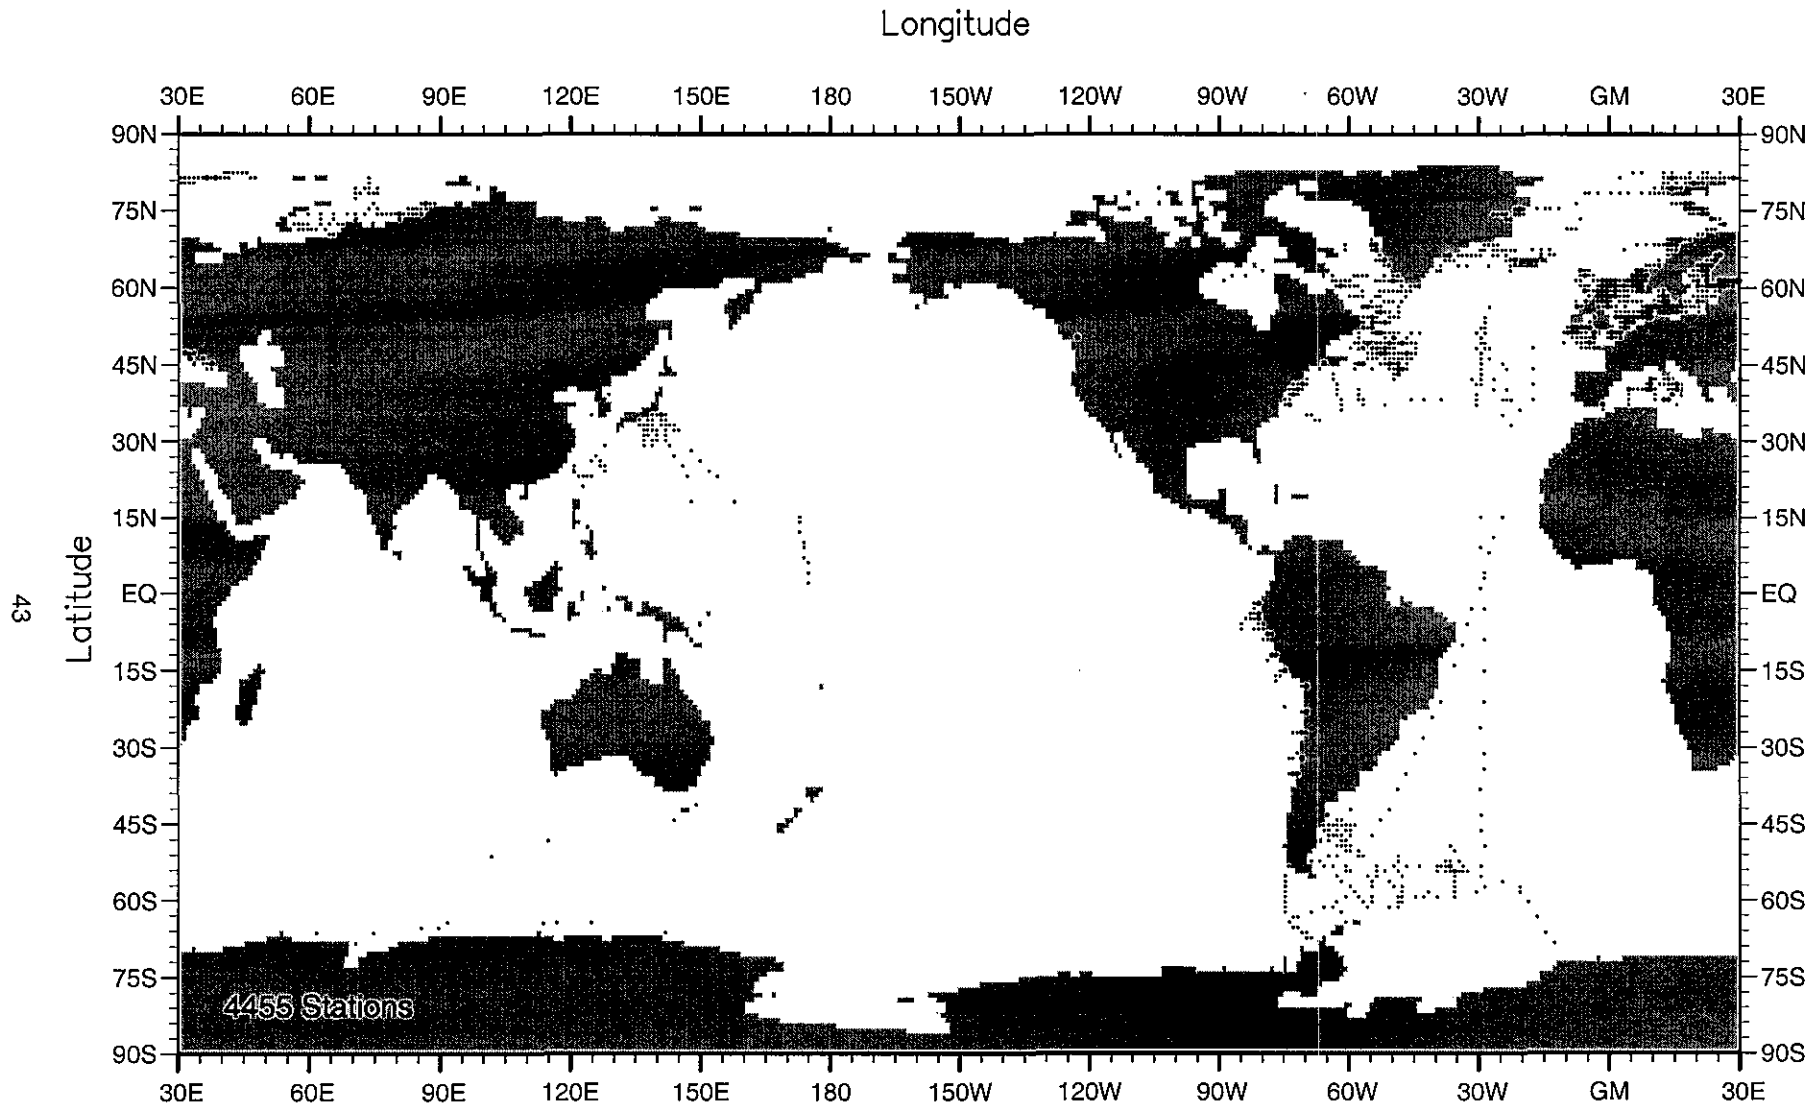 Longitude
30E 60E 90E 120E 150E 180 150W 120W 90W 60W 30W GM 30E
90N 90N
75N 75N
60N 60N
45N 45N
30N 30N
15N 15N
Latitude
EQ EQ
43
15S 15S
30S 30S
45S 45S
60S 60S
75S 75S
4455 Stations
90S 90S
30E 60E 90E 120E 150E 180 150W 120W 90W 60W 30W GM 30E